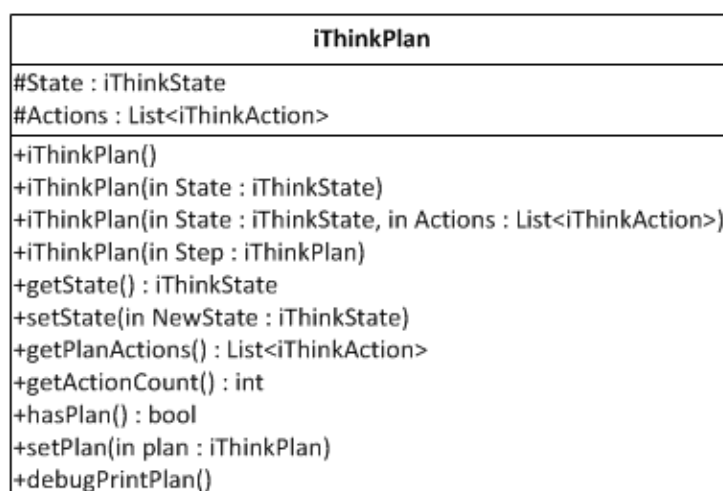 iThinkPlan
#State : iThinkState
#Actions : List<iThinkAction>
+iThinkPlan()
+iThinkPlan(in State : iThinkState)
+iThinkPlan(in State : iThinkState, in Actions : List<iThinkAction>)
+iThinkPlan(in Step : iThinkPlan)
+getState() : iThinkState
+setState(in NewState : iThinkState)
+getPlanActions() : List<iThinkAction>
+getActionCount() : int
+hasPlan() : bool
+setPlan(in plan : iThinkPlan)
+debugPrintPlan()